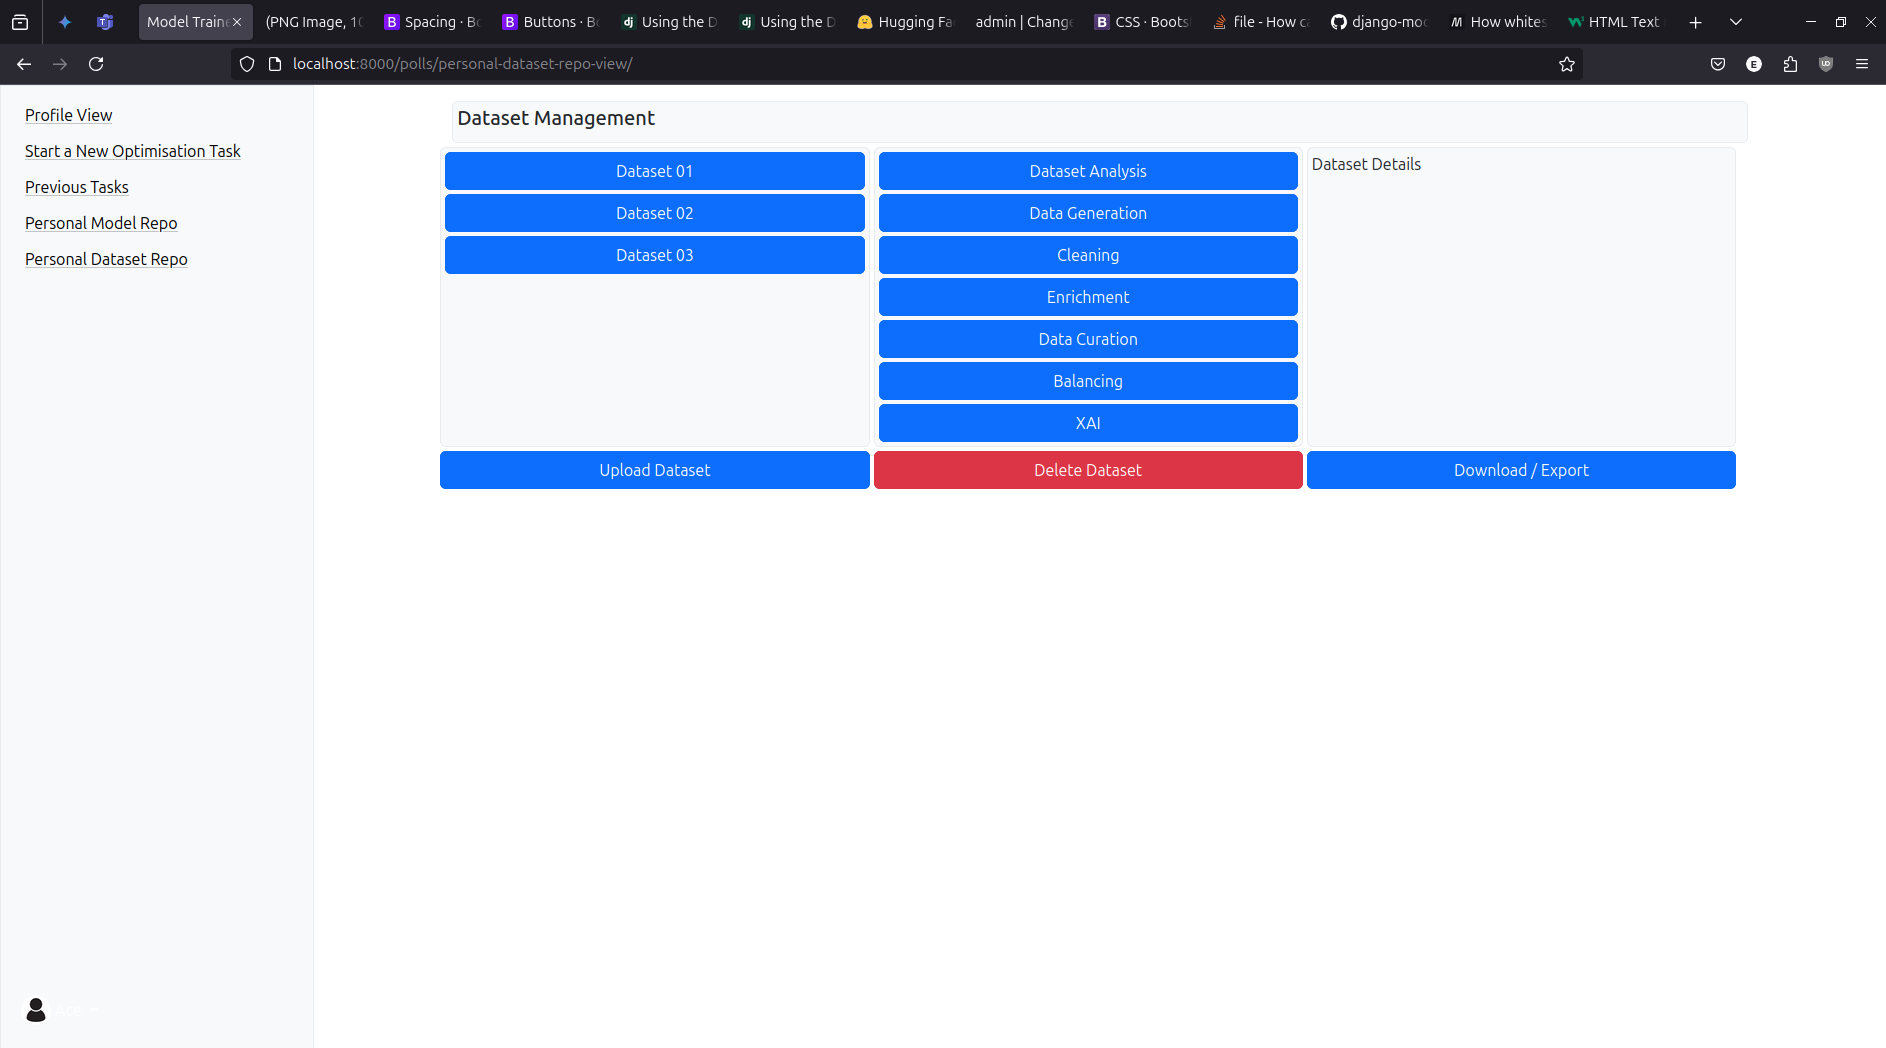 Model Traine
(PNG Image, 10
Spacing · Bo
Buttons · Bo
Using the D
Using the D
Hugging Fa
admin | Change
CSS · Boots
file - How ca
django-mod
How whites
HTML Text
localhost:8000/polls/personal-dataset-repo-view/
Profile View
Start a New Optimisation Task
Previous Tasks
Personal Model Repo
Personal Dataset Repo
Dataset Management
Dataset 01
Dataset 02
Dataset 03
Dataset Analysis
Data Generation
Cleaning
Enrichment
Data Curation
Balancing
XAI
Dataset Details
Upload Dataset
Delete Dataset
Download / Export